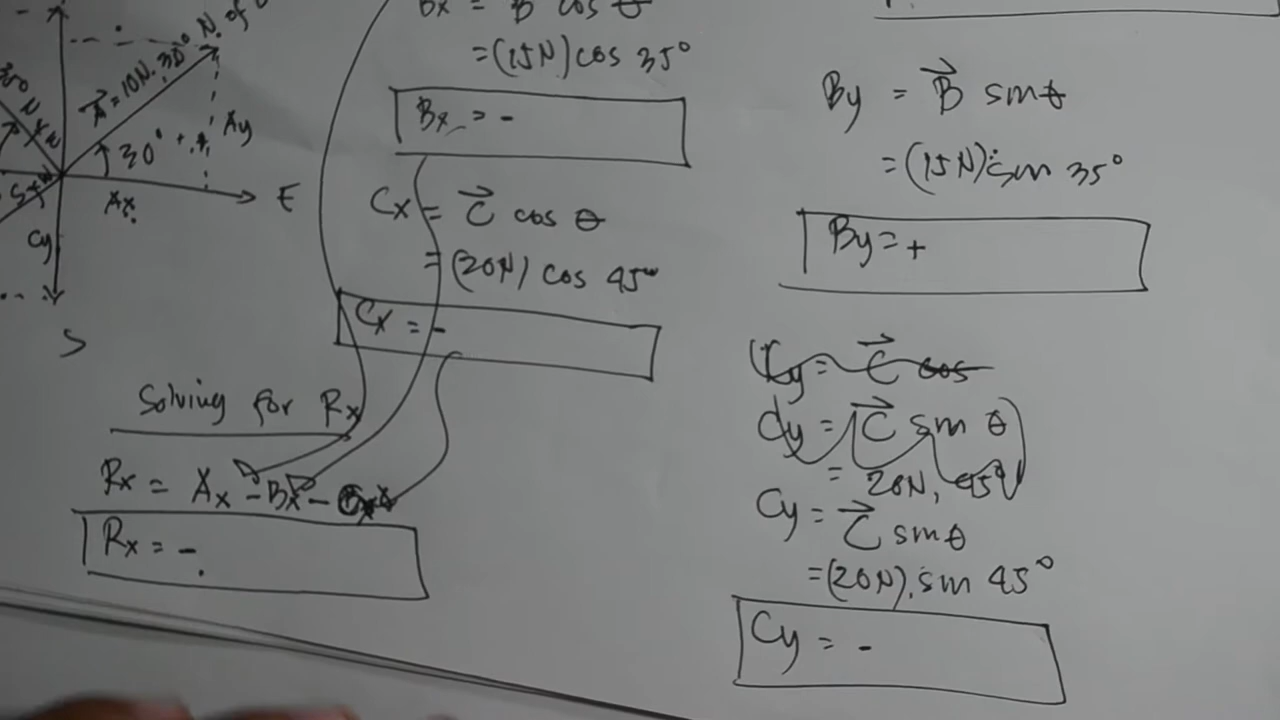 A⃗ = 10N, 30° N of
30°
Ay
Ax
E
Cy
S
Bx = B cos θ
= (15N) cos 35°
Bx = -
Cx = C⃗ cos θ
= (20N) cos 45°
Cx = -
Solving for Rx
Rx = Ax - Bx - Cx
Rx = -
By = B⃗ sin θ
= (15N) sin 35°
By = +
Cy = C⃗ cos
Cy = C⃗ sin θ
= 20N, 45°
Cy = C⃗ sin θ
= (20N) sin 45°
Cy = -